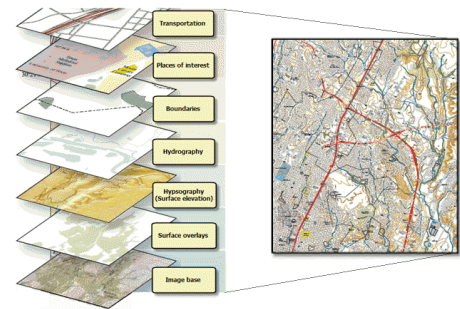 Transportation
Places of interest
Boundaries
Hydrography
Hypsography
(Surface elevation)
Surface overlays
Image base